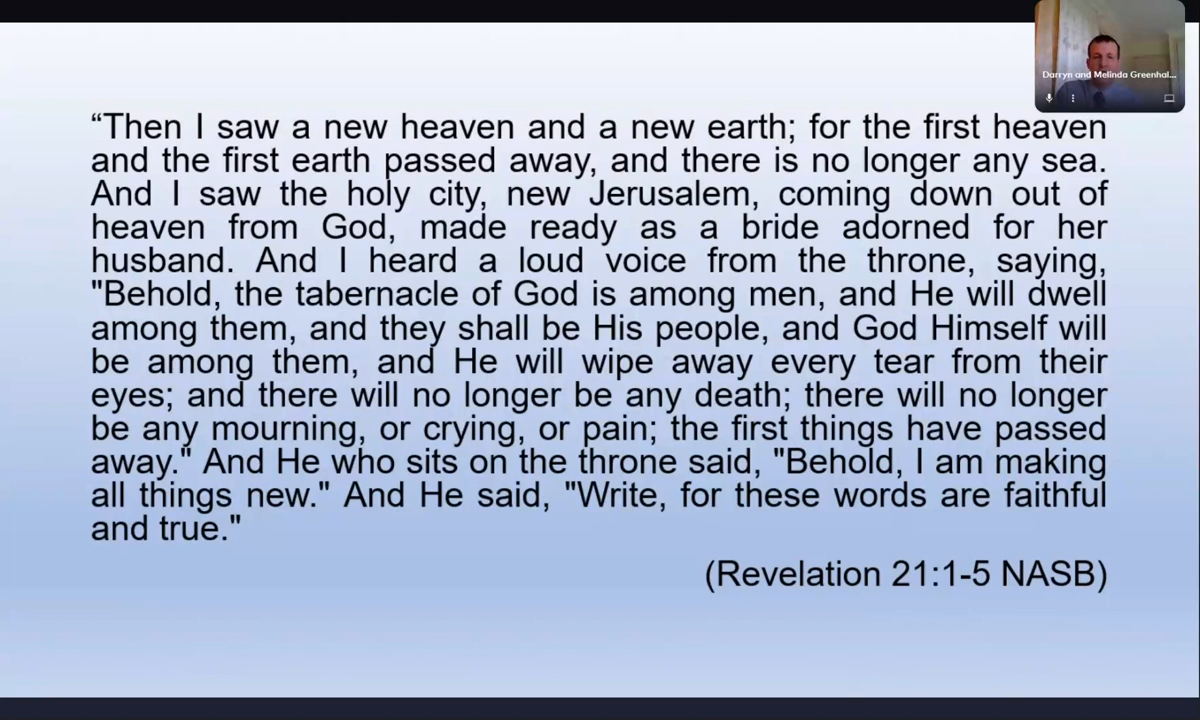 Darryn and Melinda Greenhal...
“Then I saw a new heaven and a new earth; for the first heaven
and the first earth passed away, and there is no longer any sea.
And I saw the holy city, new Jerusalem, coming down out of
heaven from God, made ready as a bride adorned for her
husband. And I heard a loud voice from the throne, saying,
"Behold, the tabernacle of God is among men, and He will dwell
among them, and they shall be His people, and God Himself will
be among them, and He will wipe away every tear from their
eyes; and there will no longer be any death; there will no longer
be any mourning, or crying, or pain; the first things have passed
away." And He who sits on the throne said, "Behold, I am making
all things new." And He said, "Write, for these words are faithful
and true."
(Revelation 21:1-5 NASB)